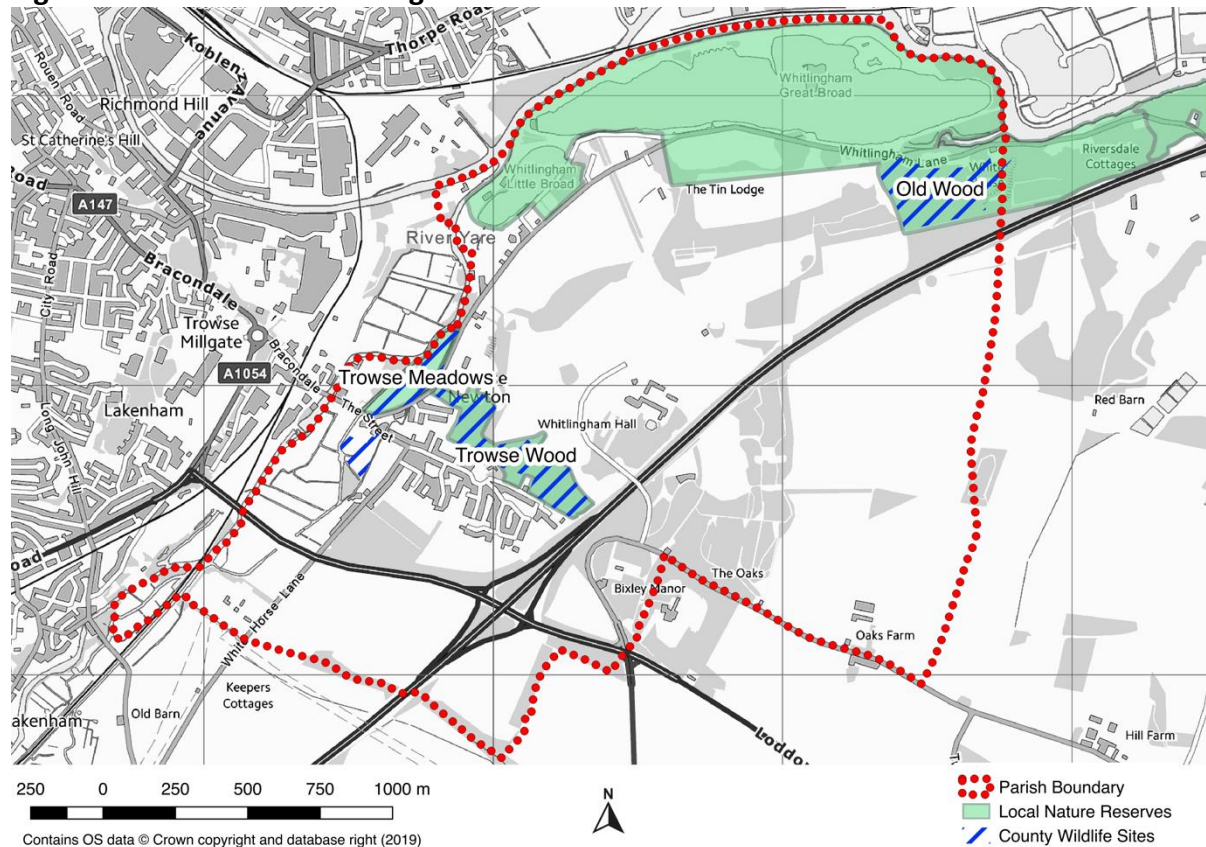 Thorpe Road
Koblenz Avenue
Rouen Road
Richmond Hill
St Catherine's Hill
Road
A147
City Road
Bracondale
Trowse
Millgate
A1054
Bracondale
Lakenham
Long John Hill
The Street
River Yare
Whitlingham
Great Broad
Whitlingham
Little Broad
Whitlingham Lane
White
Riversdale
Cottages
The Tin Lodge
Old Wood
Trowse Meadows
Newton
Trowse Wood
Whitlingham Hall
Red Barn
oad
White Horse Lane
Bixley Manor
The Oaks
Oaks Farm
Keepers
Cottages
Old Barn
akenham
Loddo
Hill Farm
250 0 250 500 750 1000 m
Contains OS data © Crown copyright and database right (2019)
N
Parish Boundary
Local Nature Reserves
County Wildlife Sites